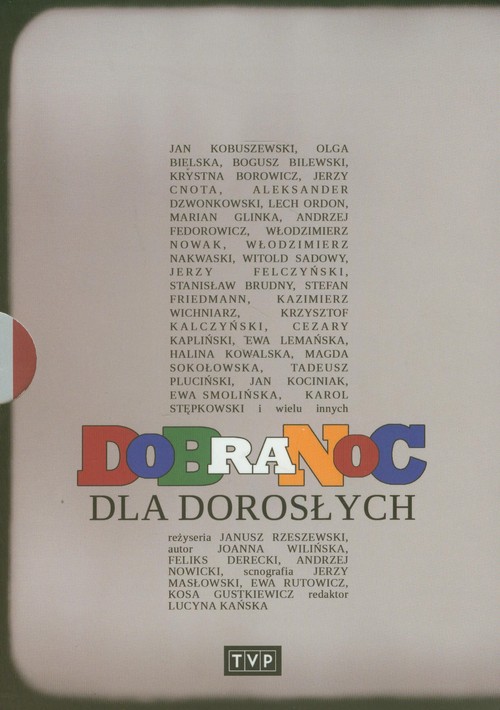 JAN KOBUSZEWSKI, OLGA
BIELSKA, BOGUSZ BILEWSKI,
KRYSTNA BOROWICZ, JERZY
CNOTA, ALEKSANDER
DZWONKOWSKI, LECH ORDON,
MARIAN GLINKA, ANDRZEJ
FEDOROWICZ, WŁODZIMIERZ
NOWAK, WŁODZIMIERZ
NAKWASKI, WITOLD SADOWY,
JERZY FELCZYŃSKI,
STANISŁAW BRUDNY, STEFAN
FRIEDMANN, KAZIMIERZ
WICHNIARZ, KRZYSZTOF
KALCZYŃSKI, CEZARY
KAPLIŃSKI, EWA LEMAŃSKA,
HALINA KOWALSKA, MAGDA
SOKOŁOWSKA, TADEUSZ
PLUCIŃSKI, JAN KOCINIAK,
EWA SMOLIŃSKA, KAROL
STĘPKOWSKI i wielu innych
DOBRANOC
DLA DOROSŁYCH
reżyseria JANUSZ RZESZEWSKI,
autor JOANNA WILIŃSKA,
FELIKS DERECKI, ANDRZEJ
NOWICKI, scnografia JERZY
MASŁOWSKI, EWA RUTOWICZ,
KOSA GUSTKIEWICZ redaktor
LUCYNA KAŃSKA
TVP